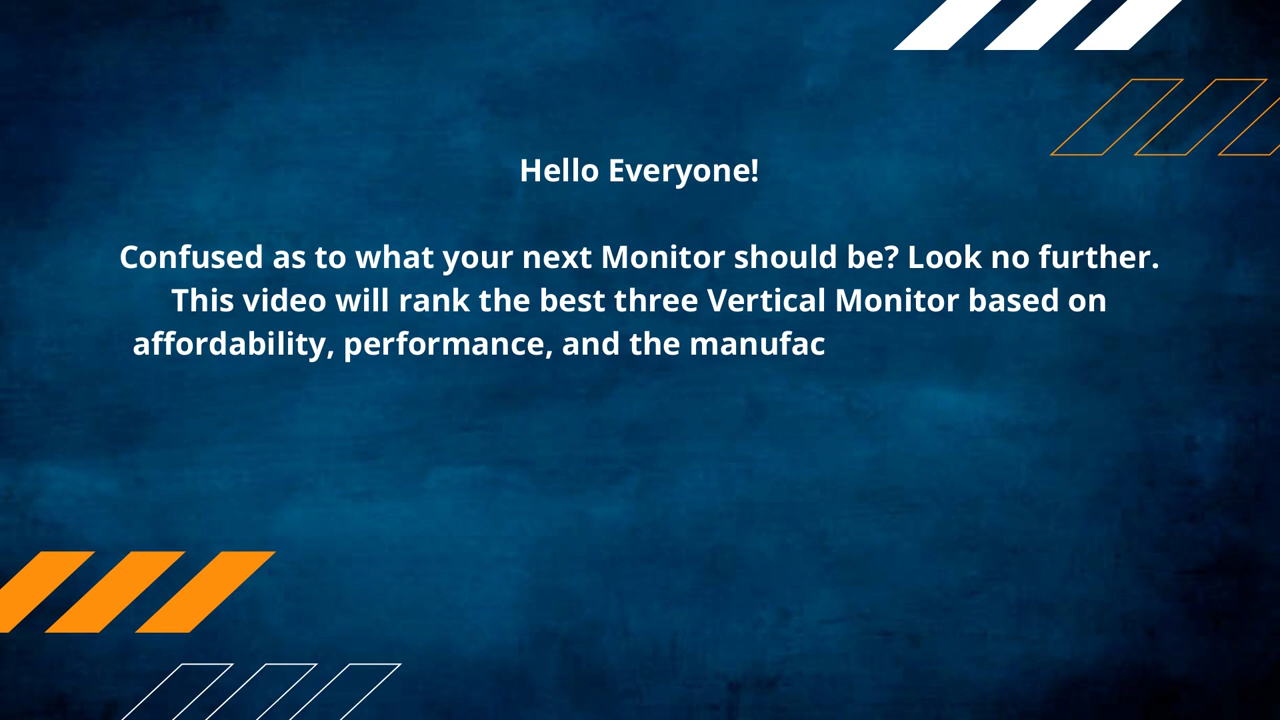 Hello Everyone!
Confused as to what your next Monitor should be? Look no further.
This video will rank the best three Vertical Monitor based on
affordability, performance, and the manufac